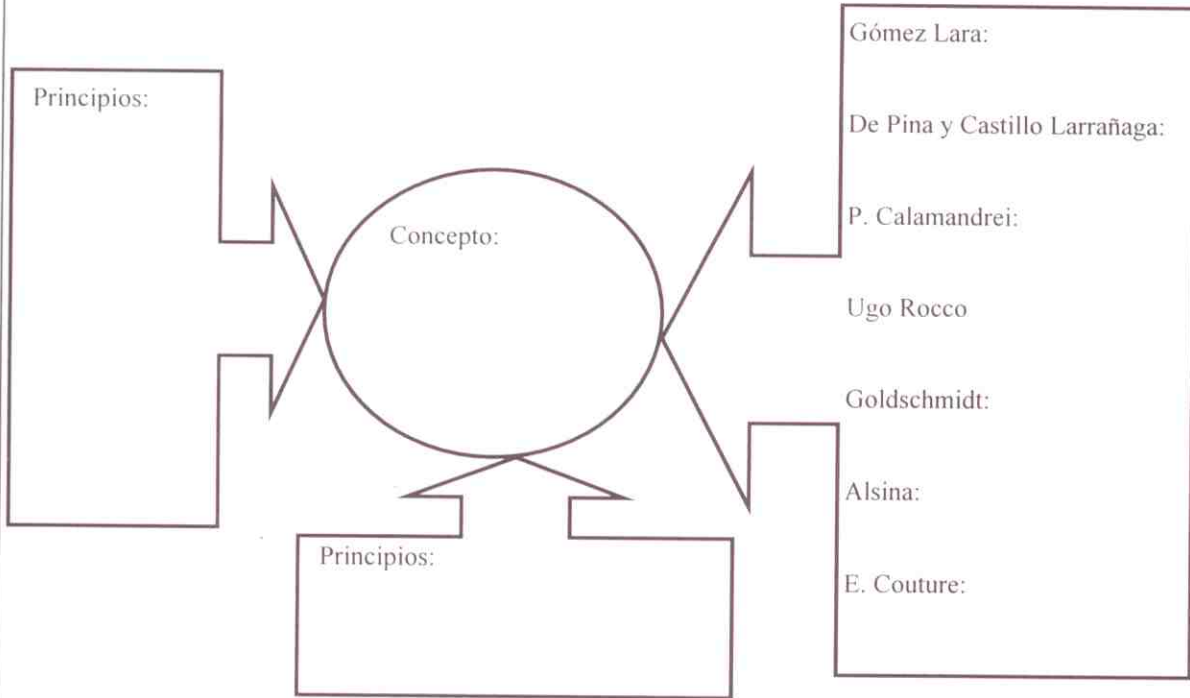 Principios:
Concepto:
Principios:
Gómez Lara:
De Pina y Castillo Larrañaga:
P. Calamandrei:
Ugo Rocco
Goldschmidt:
Alsina:
E. Couture: